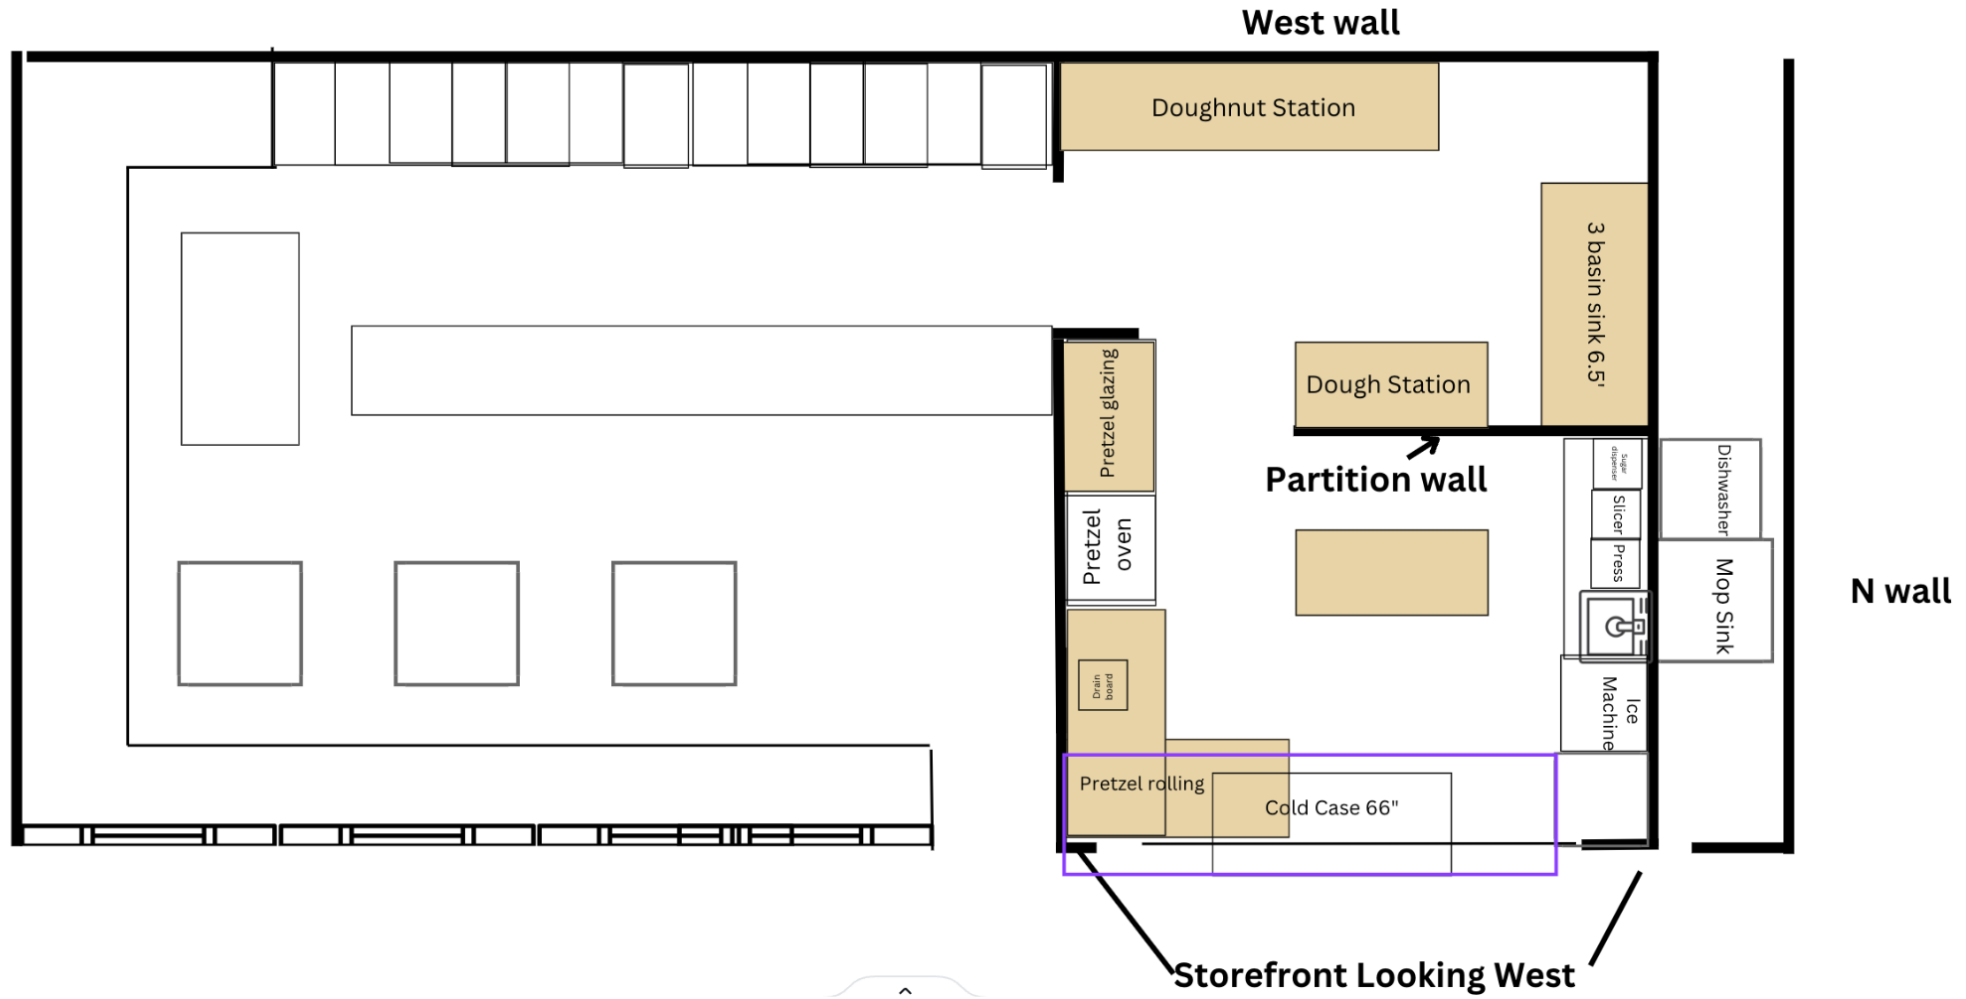 West wall
Doughnut Station
3 basin sink 6.5'
Pretzel glazing
Dough Station
Partition wall
Sugar
dispenser
Slicer
Press
Dishwasher
Mop Sink
N wall
Pretzel
oven
Drain
board
Ice
Machine
Pretzel rolling
Cold Case 66"
Storefront Looking West